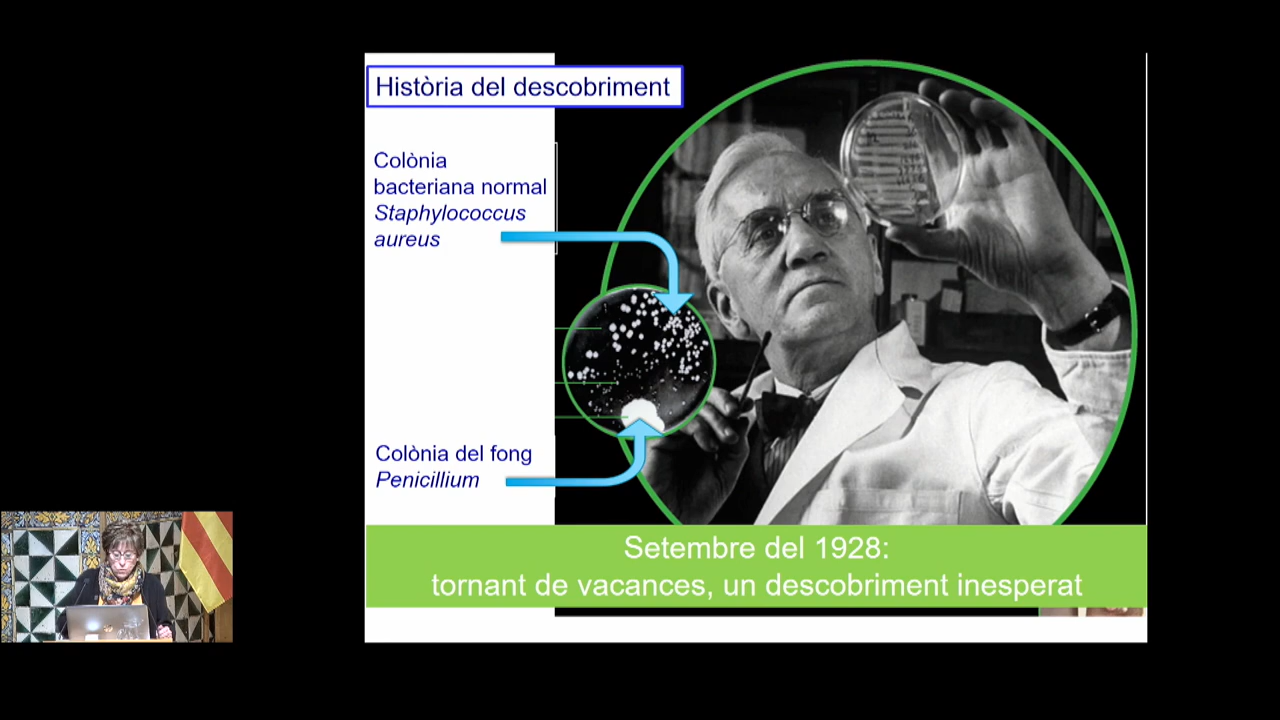 Història del descobriment
Colònia
bacteriana normal
Staphylococcus
aureus
Colònia del fong
Penicillium
Setembre del 1928:
tornant de vacances, un descobriment inesperat